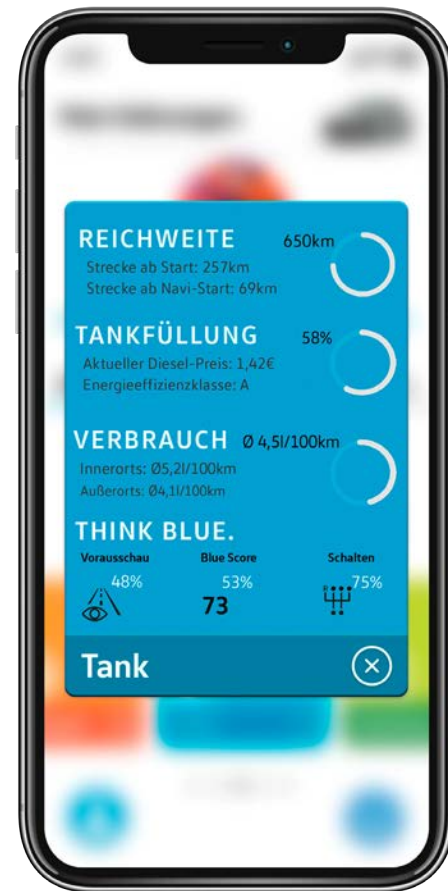 REICHWEITE 650km
Strecke ab Start: 257km
Strecke ab Navi-Start: 69km
TANKFÜLLUNG 58%
Aktueller Diesel-Preis: 1,42€
Energieeffizienzklasse: A
VERBRAUCH Ø 4,5l/100km
Innerorts: Ø5,2l/100km
Außerorts: Ø4,1l/100km
THINK BLUE.
Vorausschau Blue Score Schalten
48% 53% 75%
73
Tank